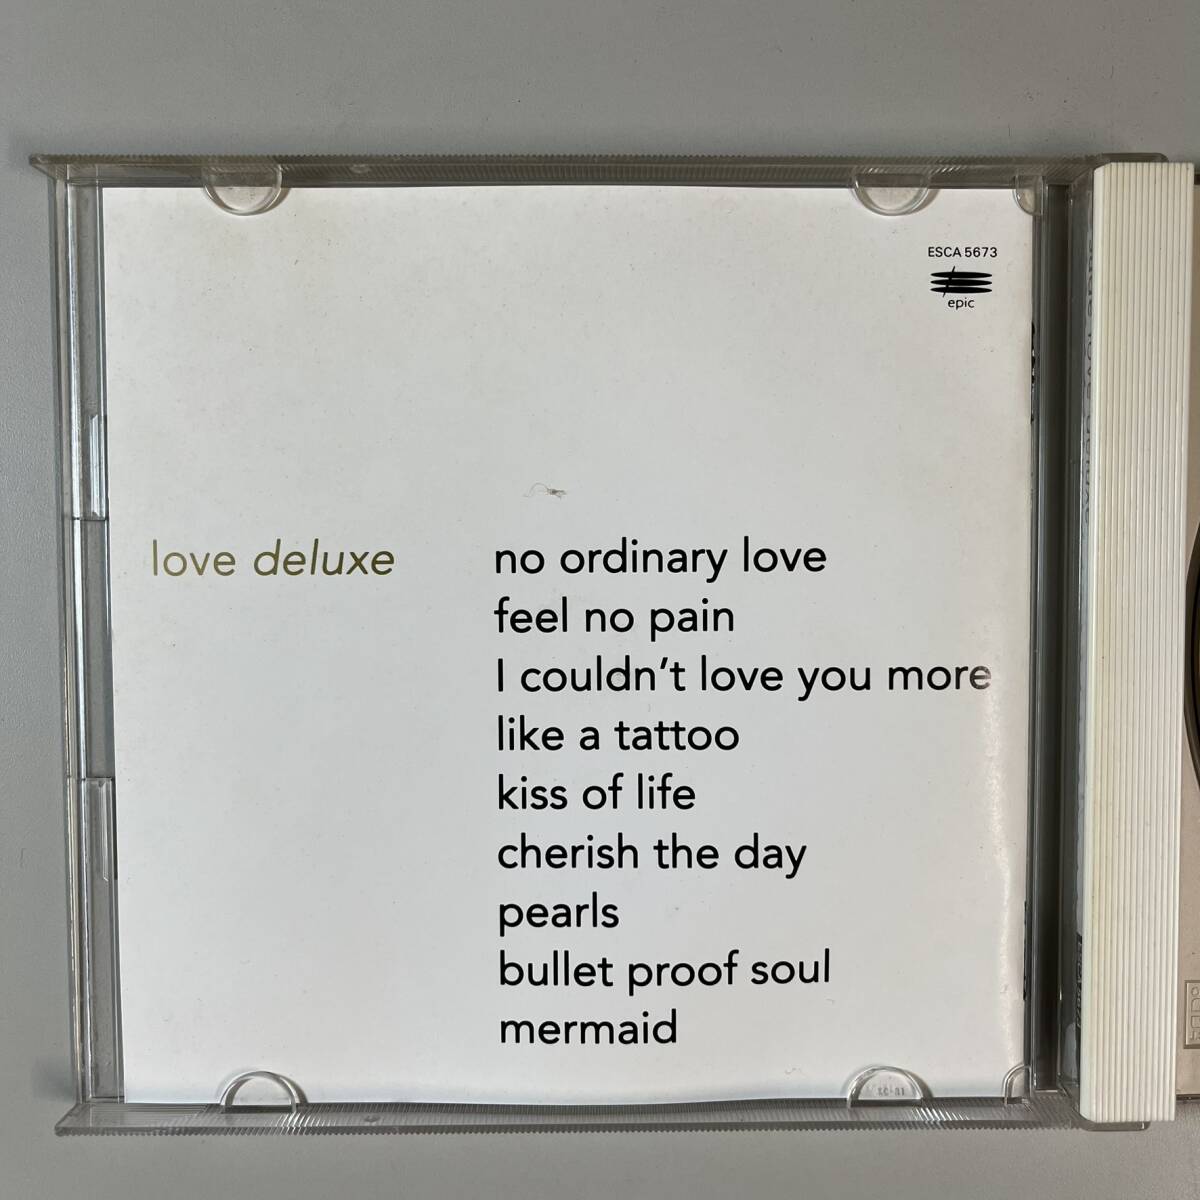 ESCA 5673
epic
love deluxe
no ordinary love
feel no pain
I couldn't love you more
like a tattoo
kiss of life
cherish the day
pearls
bullet proof soul
mermaid